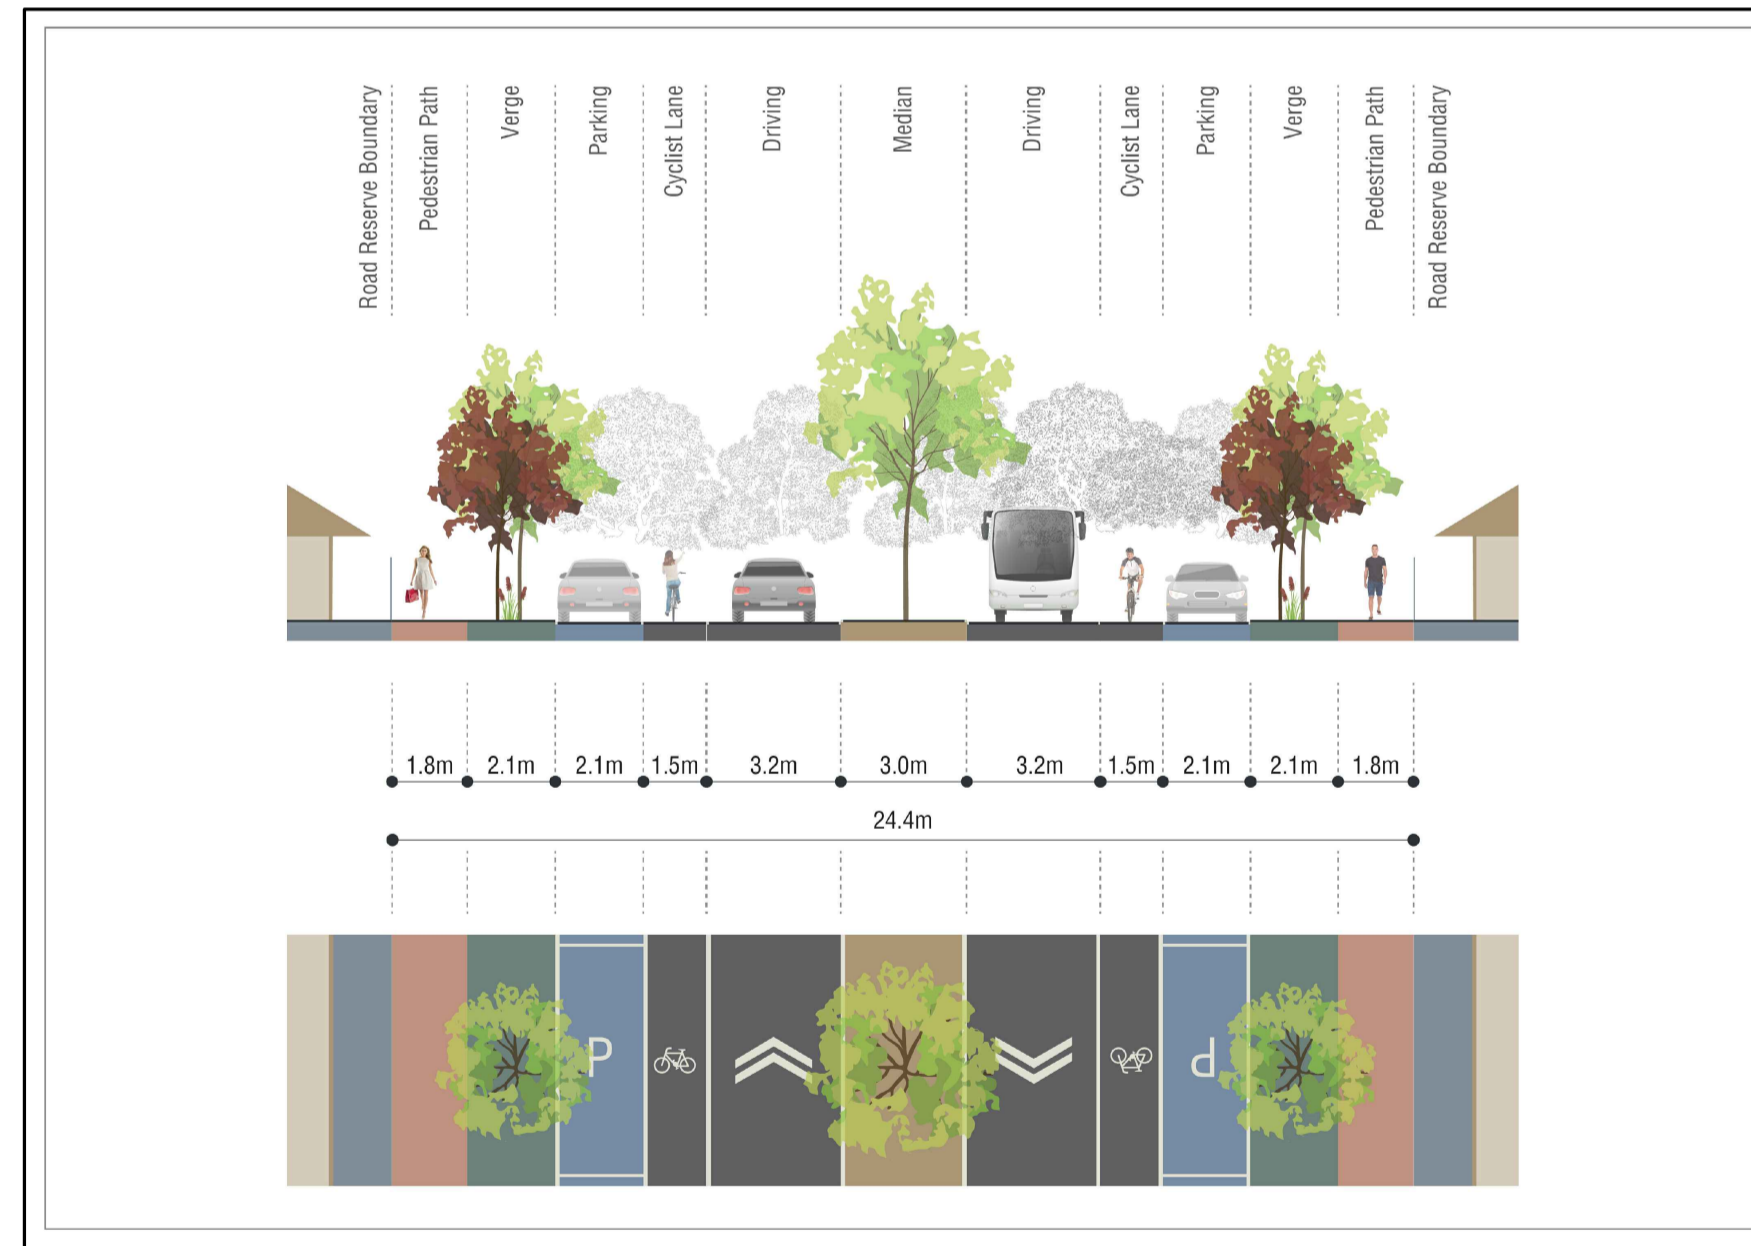 Road Reserve Boundary
Pedestrian Path
Verge
Parking
Cyclist Lane
Driving
Median
Driving
Cyclist Lane
Parking
Verge
Pedestrian Path
Road Reserve Boundary
1.8m 2.1m 2.1m 1.5m 3.2m 3.0m 3.2m 1.5m 2.1m 2.1m 1.8m
24.4m
P P